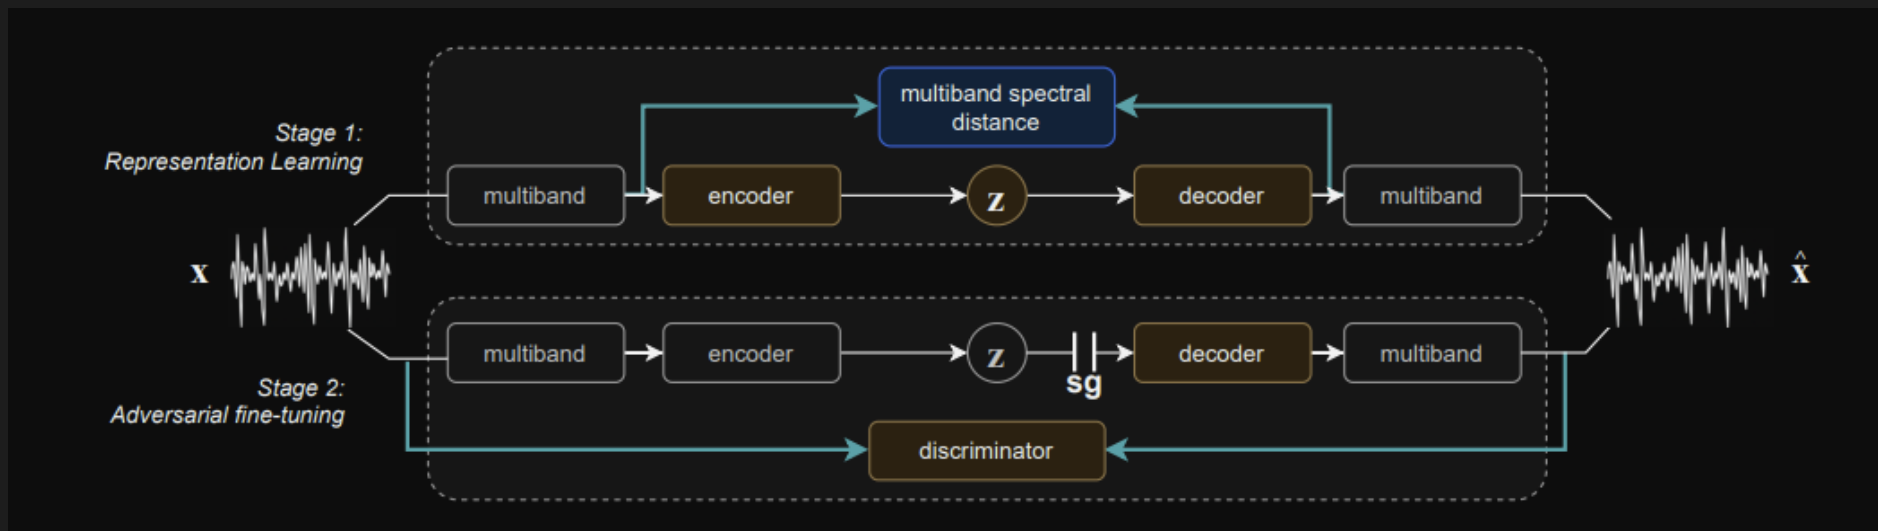 Stage 1:
Representation Learning
multiband spectral
distance
multiband
encoder
z
decoder
multiband
x
x̂
multiband
encoder
z
sg
decoder
multiband
Stage 2:
Adversarial fine-tuning
discriminator